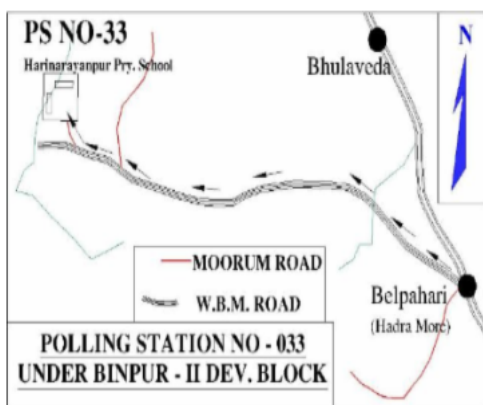 PS NO-33
Harinarayanpur Pry. School
Bhulaveda
N
MOORUM ROAD
W.B.M. ROAD
Belpahari
(Hadra More)
POLLING STATION NO - 033
UNDER BINPUR - II DEV. BLOCK